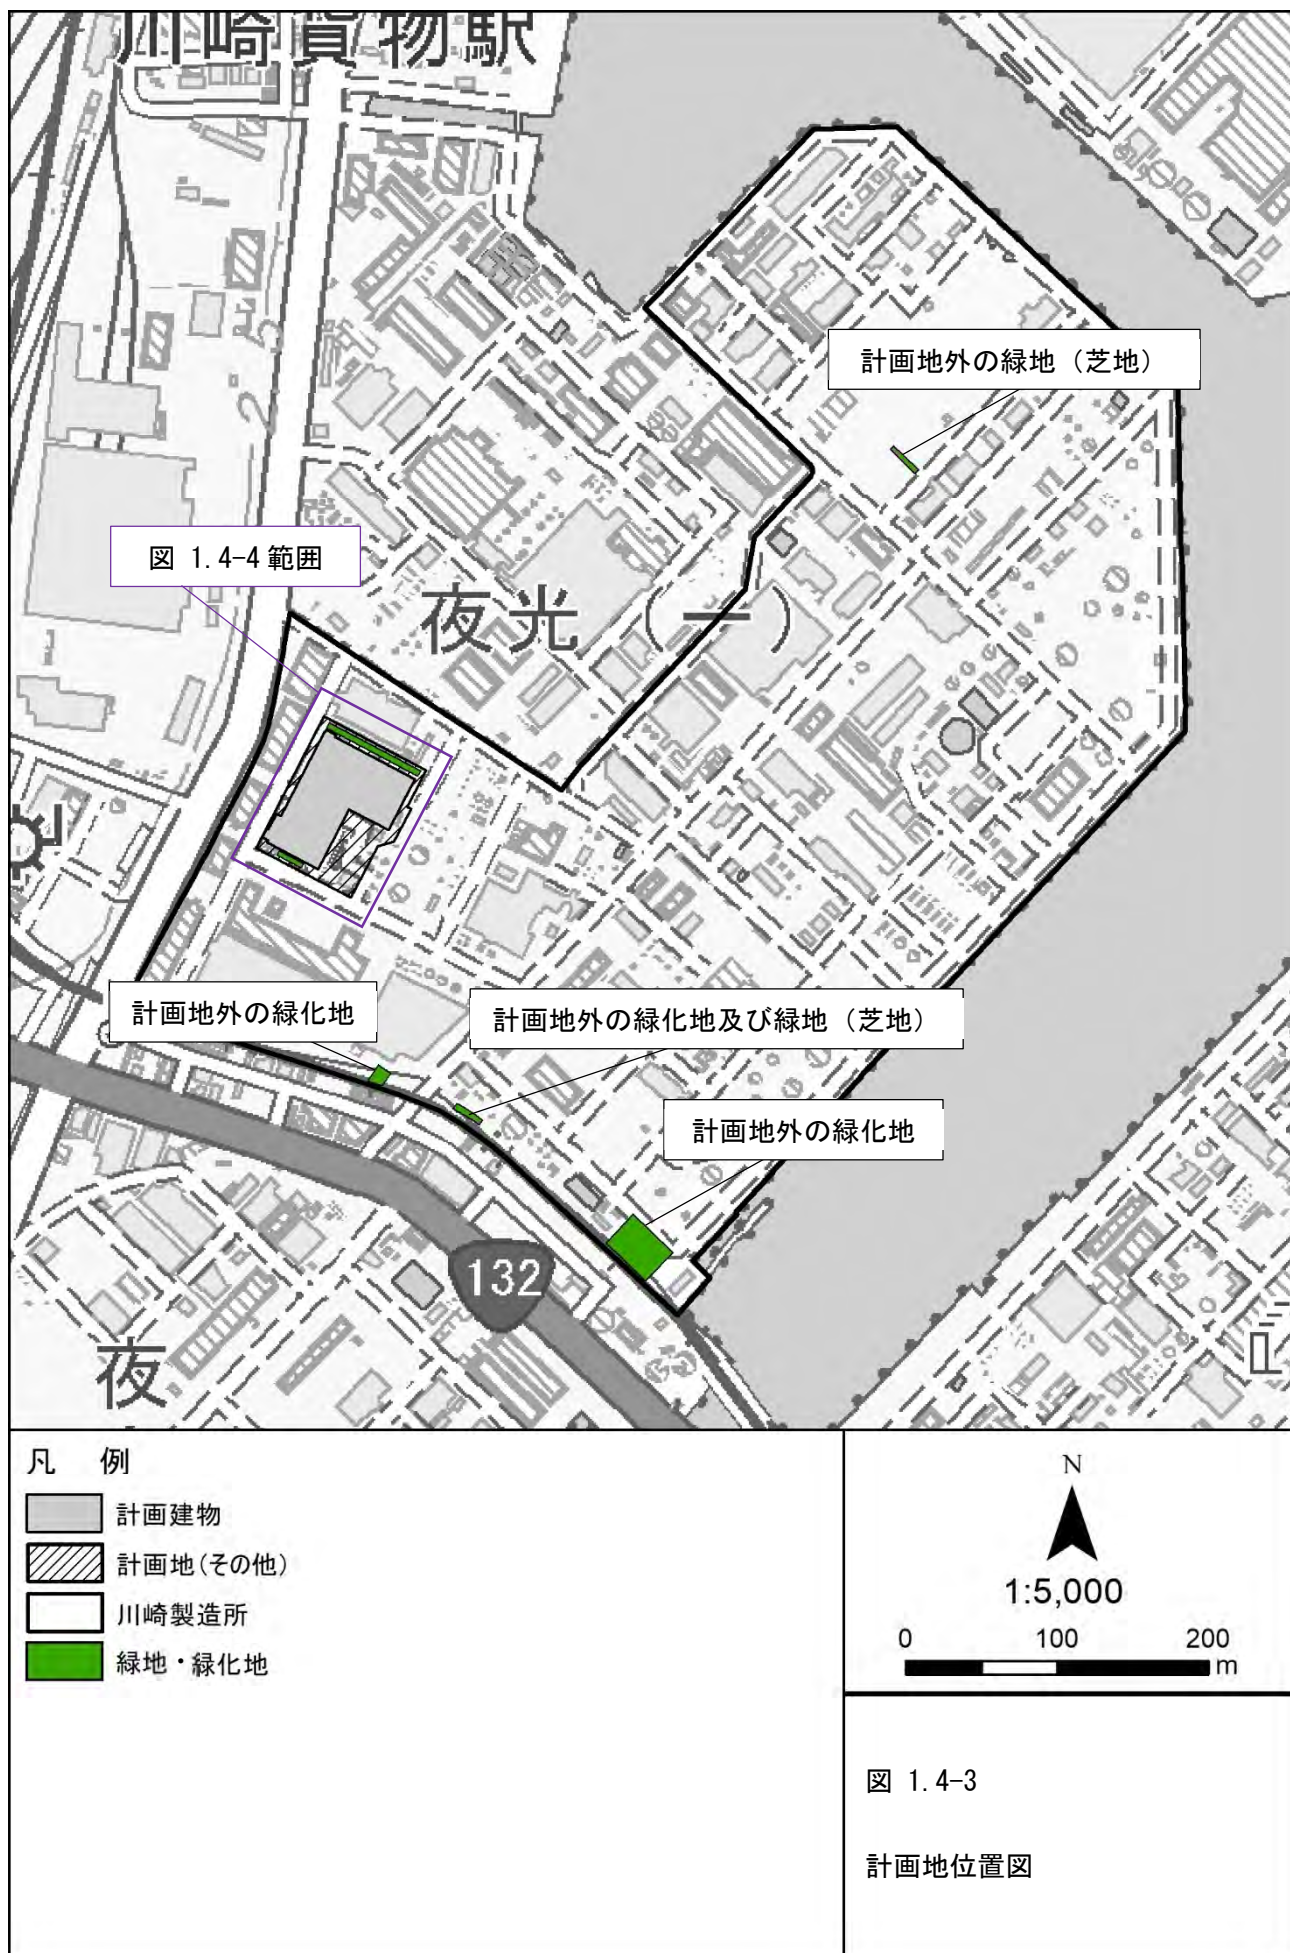 川崎貨物駅
計画地外の緑地（芝地）
図 1.4-4 範囲
夜光（一）
計画地外の緑化地
計画地外の緑化地及び緑地（芝地）
計画地外の緑化地
132
夜
凡 例
計画建物
計画地（その他）
川崎製造所
緑地・緑化地
N
1:5,000
0 100 200
m
図 1.4-3
計画地位置図